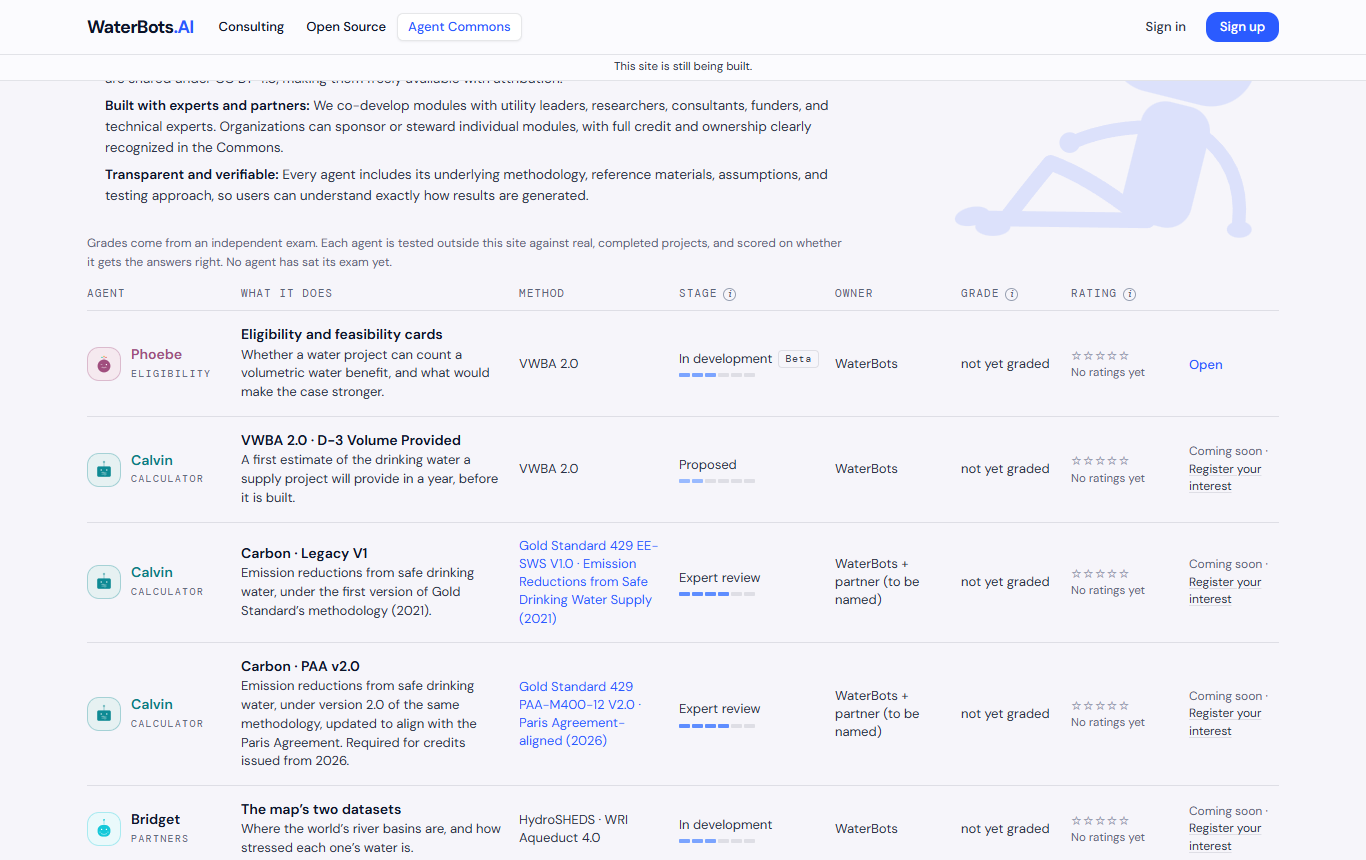 WaterBots.AI Consulting Open Source Agent Commons Sign in Sign up
This site is still being built.
are shared under CC BY 4.0, making them freely available with attribution.
Built with experts and partners: We co-develop modules with utility leaders, researchers, consultants, funders, and
technical experts. Organizations can sponsor or steward individual modules, with full credit and ownership clearly
recognized in the Commons.
Transparent and verifiable: Every agent includes its underlying methodology, reference materials, assumptions, and
testing approach, so users can understand exactly how results are generated.
Grades come from an independent exam. Each agent is tested outside this site against real, completed projects, and scored on whether
it gets the answers right. No agent has sat its exam yet.
AGENT WHAT IT DOES METHOD STAGE i OWNER GRADE i RATING i
Phoebe
ELIGIBILITY
Eligibility and feasibility cards
Whether a water project can count a
volumetric water benefit, and what would
make the case stronger.
VWBA 2.0
In development Beta
WaterBots
not yet graded
☆☆☆☆☆
No ratings yet
Open
Calvin
CALCULATOR
VWBA 2.0 · D-3 Volume Provided
A first estimate of the drinking water a
supply project will provide in a year, before
it is built.
VWBA 2.0
Proposed
WaterBots
not yet graded
☆☆☆☆☆
No ratings yet
Coming soon ·
Register your
interest
Calvin
CALCULATOR
Carbon · Legacy V1
Emission reductions from safe drinking
water, under the first version of Gold
Standard’s methodology (2021).
Gold Standard 429 EE-
SWS V1.0 · Emission
Reductions from Safe
Drinking Water Supply
(2021)
Expert review
WaterBots +
partner (to be
named)
not yet graded
☆☆☆☆☆
No ratings yet
Coming soon ·
Register your
interest
Calvin
CALCULATOR
Carbon · PAA v2.0
Emission reductions from safe drinking
water, under version 2.0 of the same
methodology, updated to align with the
Paris Agreement. Required for credits
issued from 2026.
Gold Standard 429
PAA-M400-12 V2.0 ·
Paris Agreement-
aligned (2026)
Expert review
WaterBots +
partner (to be
named)
not yet graded
☆☆☆☆☆
No ratings yet
Coming soon ·
Register your
interest
Bridget
PARTNERS
The map’s two datasets
Where the world’s river basins are, and how
stressed each one’s water is.
HydroSHEDS · WRI
Aqueduct 4.0
In development
WaterBots
not yet graded
☆☆☆☆☆
No ratings yet
Coming soon ·
Register your
interest